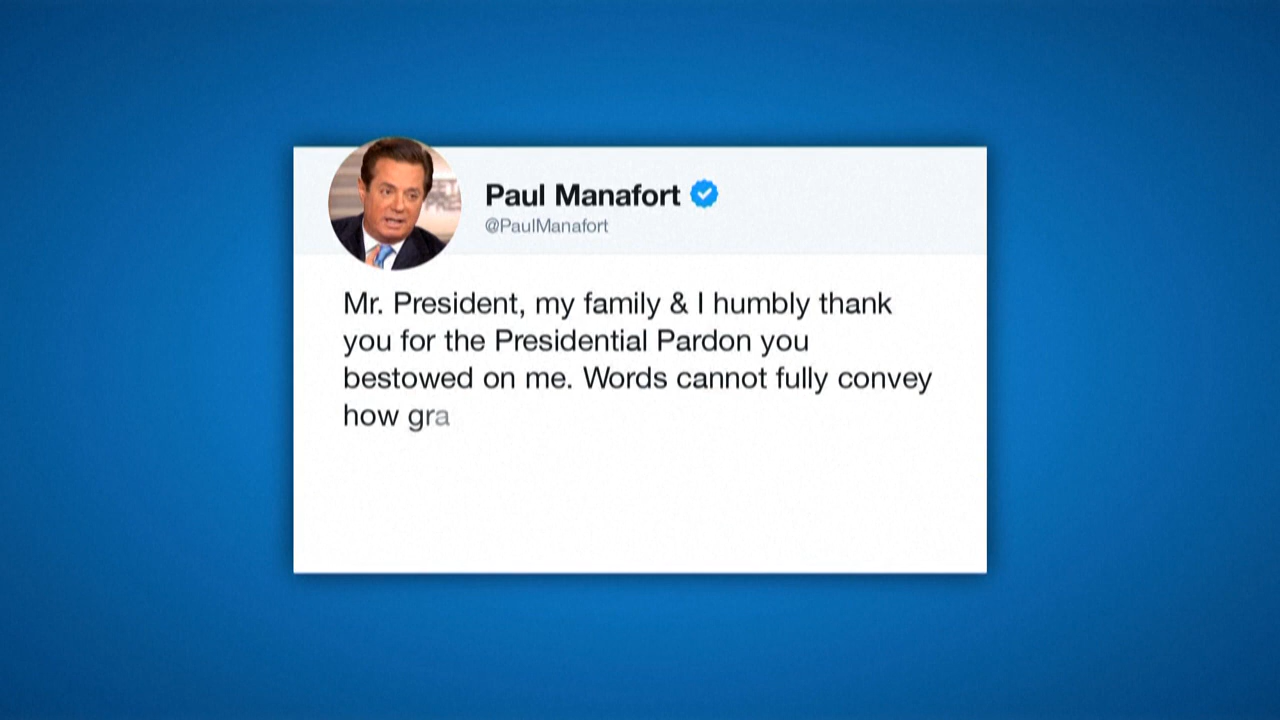 Paul Manafort
@PaulManafort
Mr. President, my family & I humbly thank
you for the Presidential Pardon you
bestowed on me. Words cannot fully convey
how gra